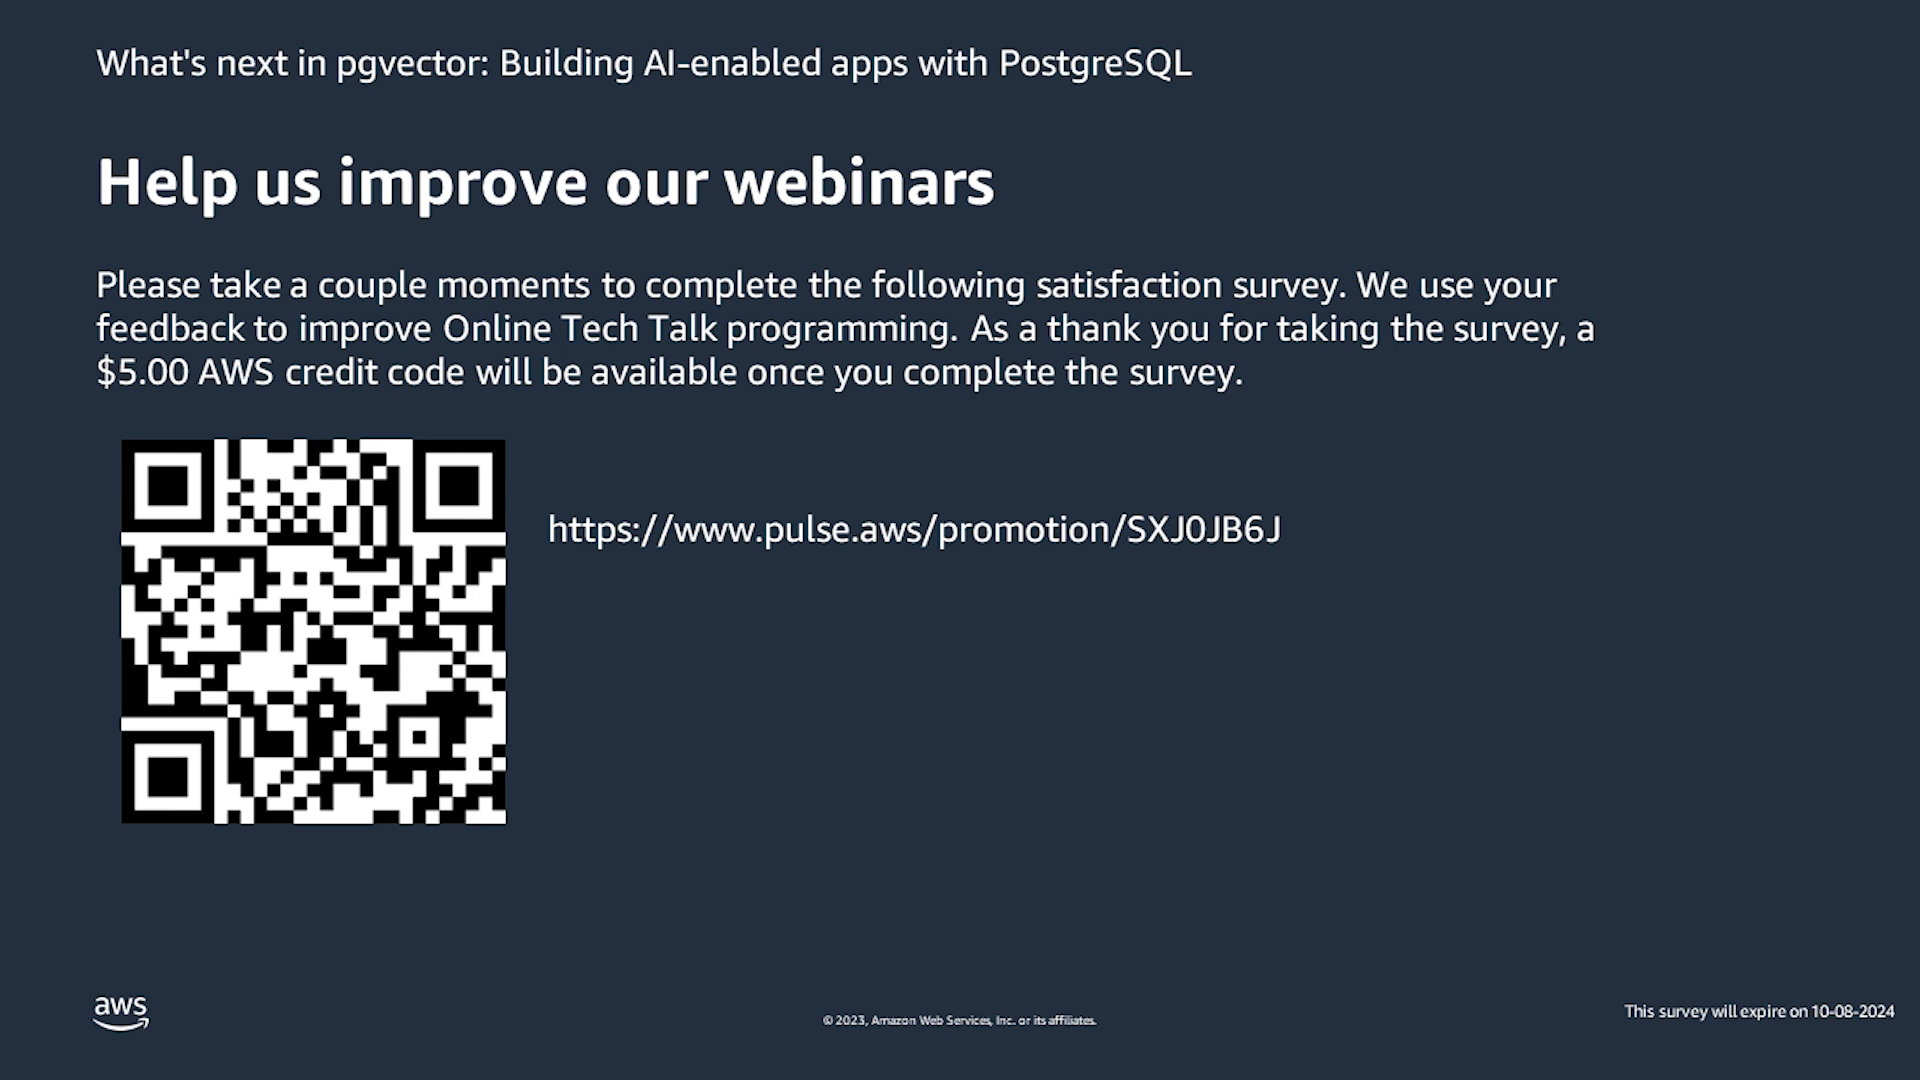 What's next in pgvector: Building AI-enabled apps with PostgreSQL
Help us improve our webinars
Please take a couple moments to complete the following satisfaction survey. We use your
feedback to improve Online Tech Talk programming. As a thank you for taking the survey, a
$5.00 AWS credit code will be available once you complete the survey.
https://www.pulse.aws/promotion/SXJ0JB6J
aws
© 2023, Amazon Web Services, Inc. or its affiliates.
This survey will expire on 10-08-2024